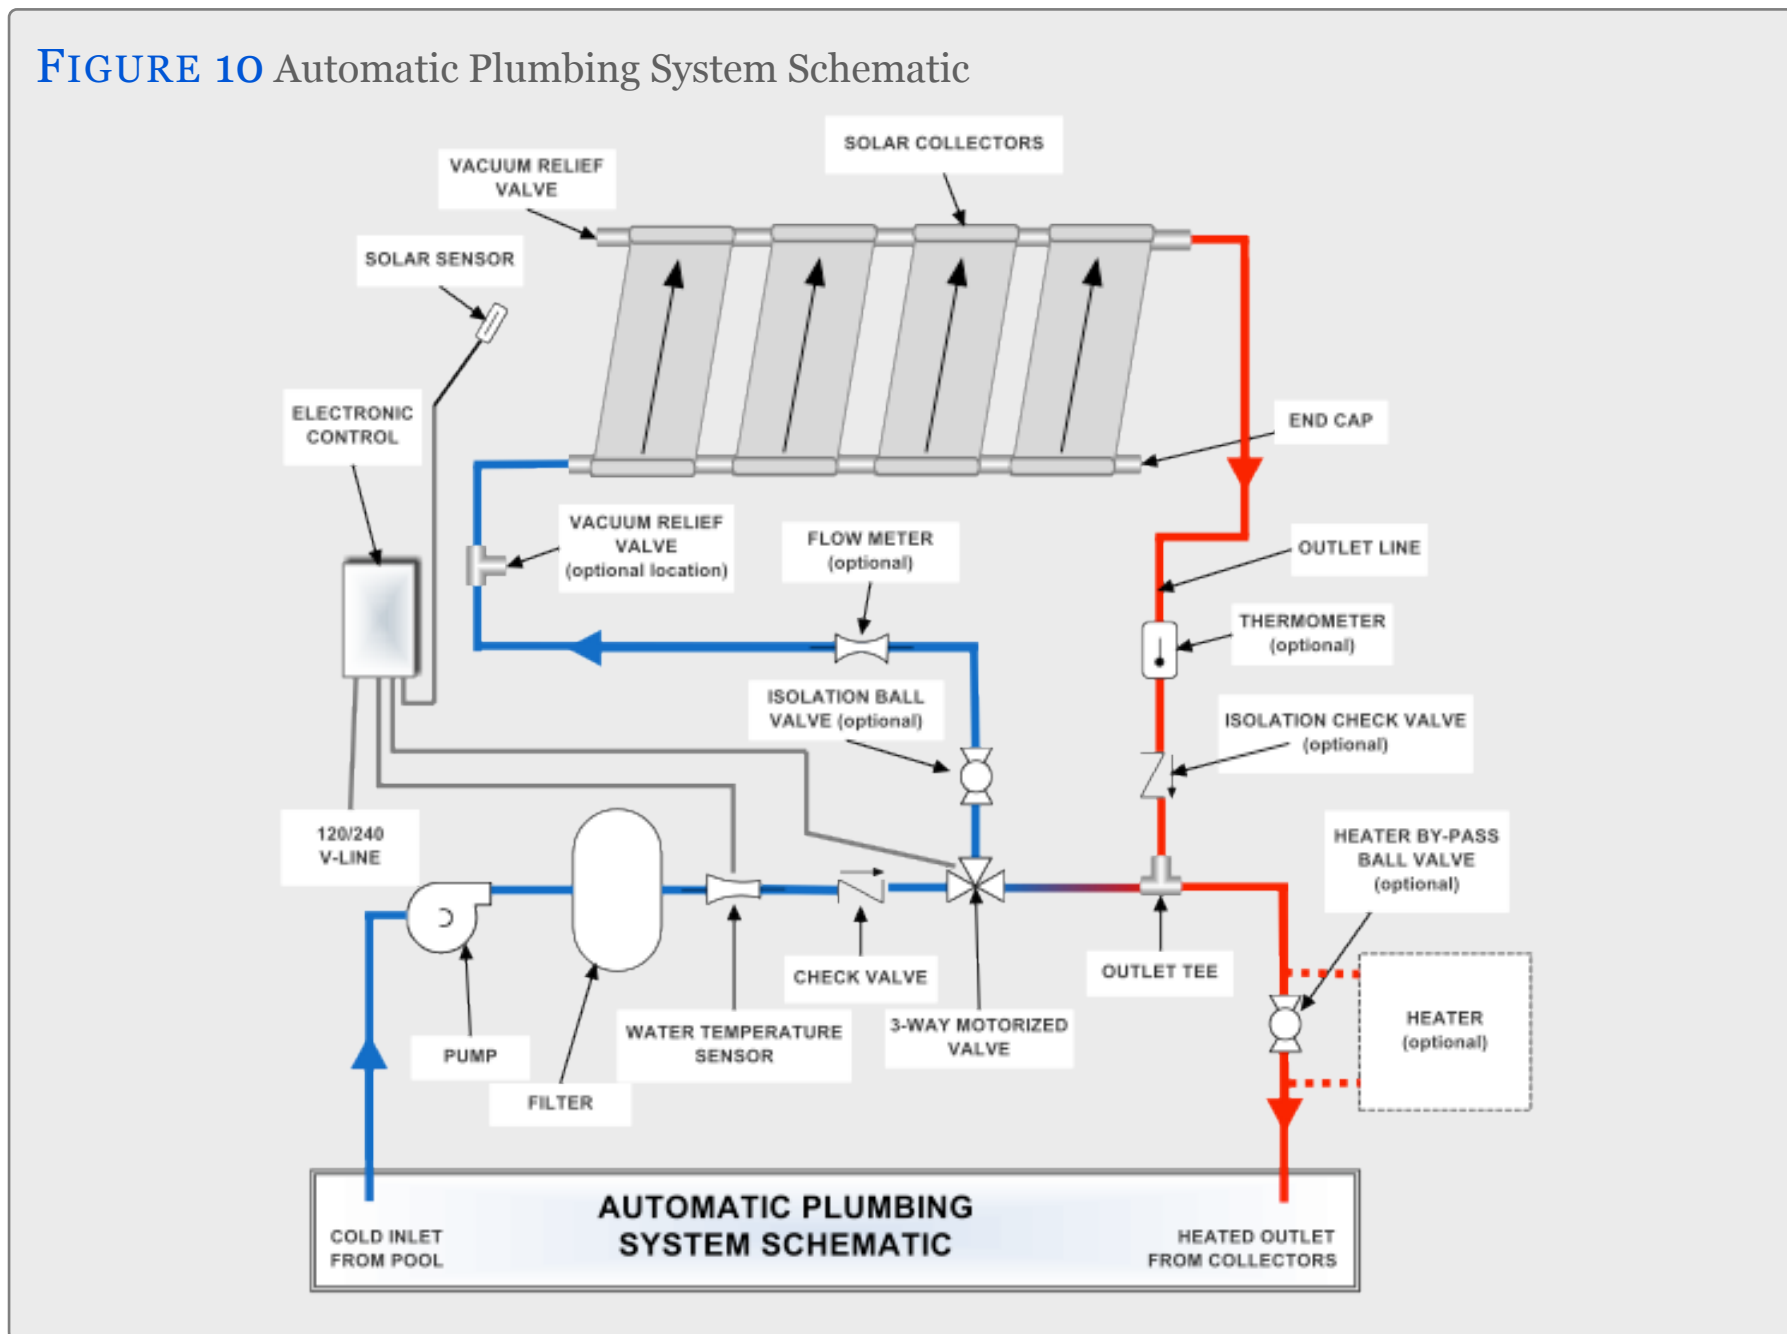 FIGURE 10 Automatic Plumbing System Schematic
SOLAR COLLECTORS
VACUUM RELIEF
VALVE
SOLAR SENSOR
ELECTRONIC
CONTROL
END CAP
VACUUM RELIEF
VALVE
(optional location)
FLOW METER
(optional)
OUTLET LINE
THERMOMETER
(optional)
ISOLATION BALL
VALVE (optional)
ISOLATION CHECK VALVE
(optional)
120/240
V-LINE
HEATER BY-PASS
BALL VALVE
(optional)
CHECK VALVE
OUTLET TEE
PUMP
FILTER
WATER TEMPERATURE
SENSOR
3-WAY MOTORIZED
VALVE
HEATER
(optional)
COLD INLET
FROM POOL
AUTOMATIC PLUMBING
SYSTEM SCHEMATIC
HEATED OUTLET
FROM COLLECTORS